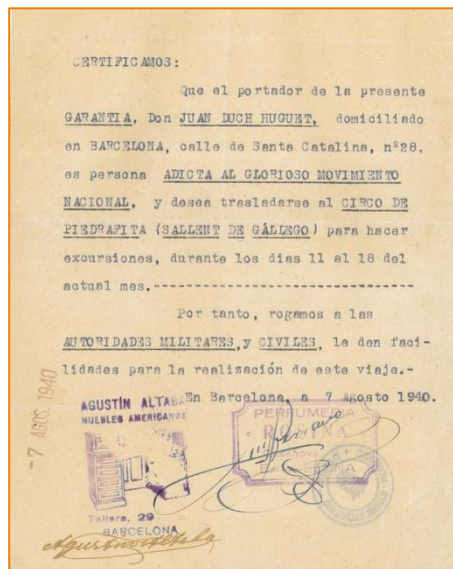 CERTIFICAMOS:
Que el portador de la presente
GARANTIA, Don JUAN DUCH HUGUET, domiciliado
en BARCELONA, calle de Santa Catalina, nº28,
es persona ADICTA AL GLORIOSO MOVIMIENTO
NACIONAL, y desea trasladarse al CIRCO DE
PIEDRAFITA (SALLENT DE GÁLLEGO) para hacer
excursiones, durante los dias 11 al 18 del
actual mes.--------------------------------
Por tanto, rogamos a las
AUTORIDADES MILITARES,y CIVILES, le den faci-
lidades para la realización de este viaje.-
En Barcelona, a 7 Agosto 1940.
-7 AGOS. 1940
AGUSTÍN ALTABA
MUEBLES AMERICANOS
Tallers, 29
BARCELONA
Agustin Altaba
PERFUMERIA
ROSINA